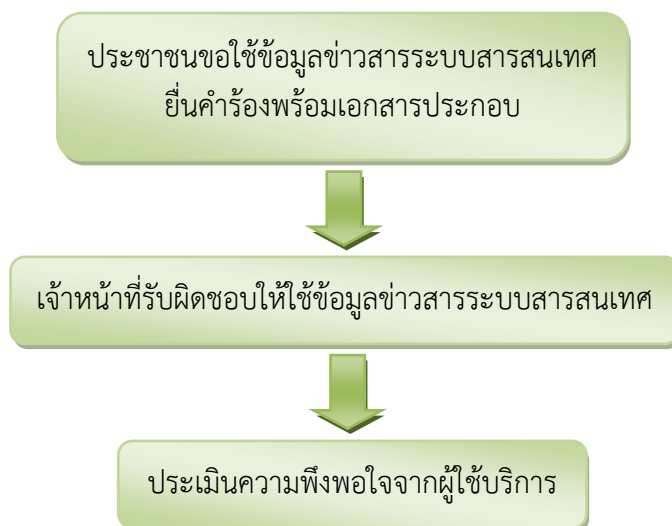 ประชาชนขอใช้ข้อมูลข่าวสารระบบสารสนเทศ
ยื่นคำร้องพร้อมเอกสารประกอบ
เจ้าหน้าที่รับผิดชอบให้ใช้ข้อมูลข่าวสารระบบสารสนเทศ
ประเมินความพึงพอใจจากผู้ใช้บริการ